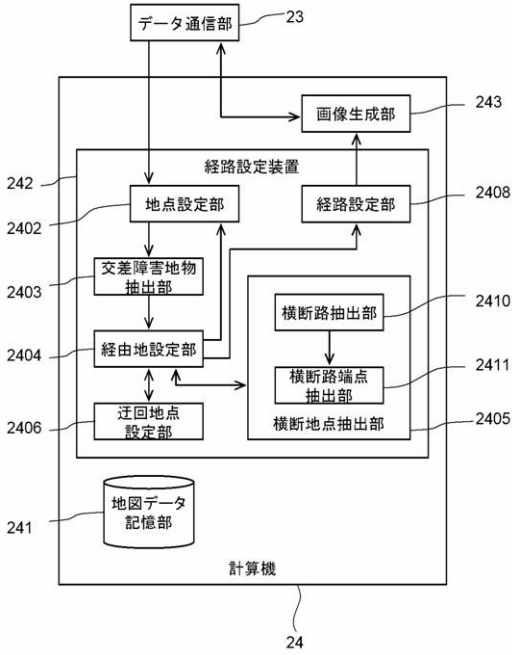 データ通信部
23
画像生成部
243
経路設定装置
242
地点設定部
2402
経路設定部
2408
交差障害地物
抽出部
2403
横断路抽出部
2410
経由地設定部
2404
横断路端点
抽出部
2411
迂回地点
設定部
2406
横断地点抽出部
2405
地図データ
記憶部
241
計算機
24